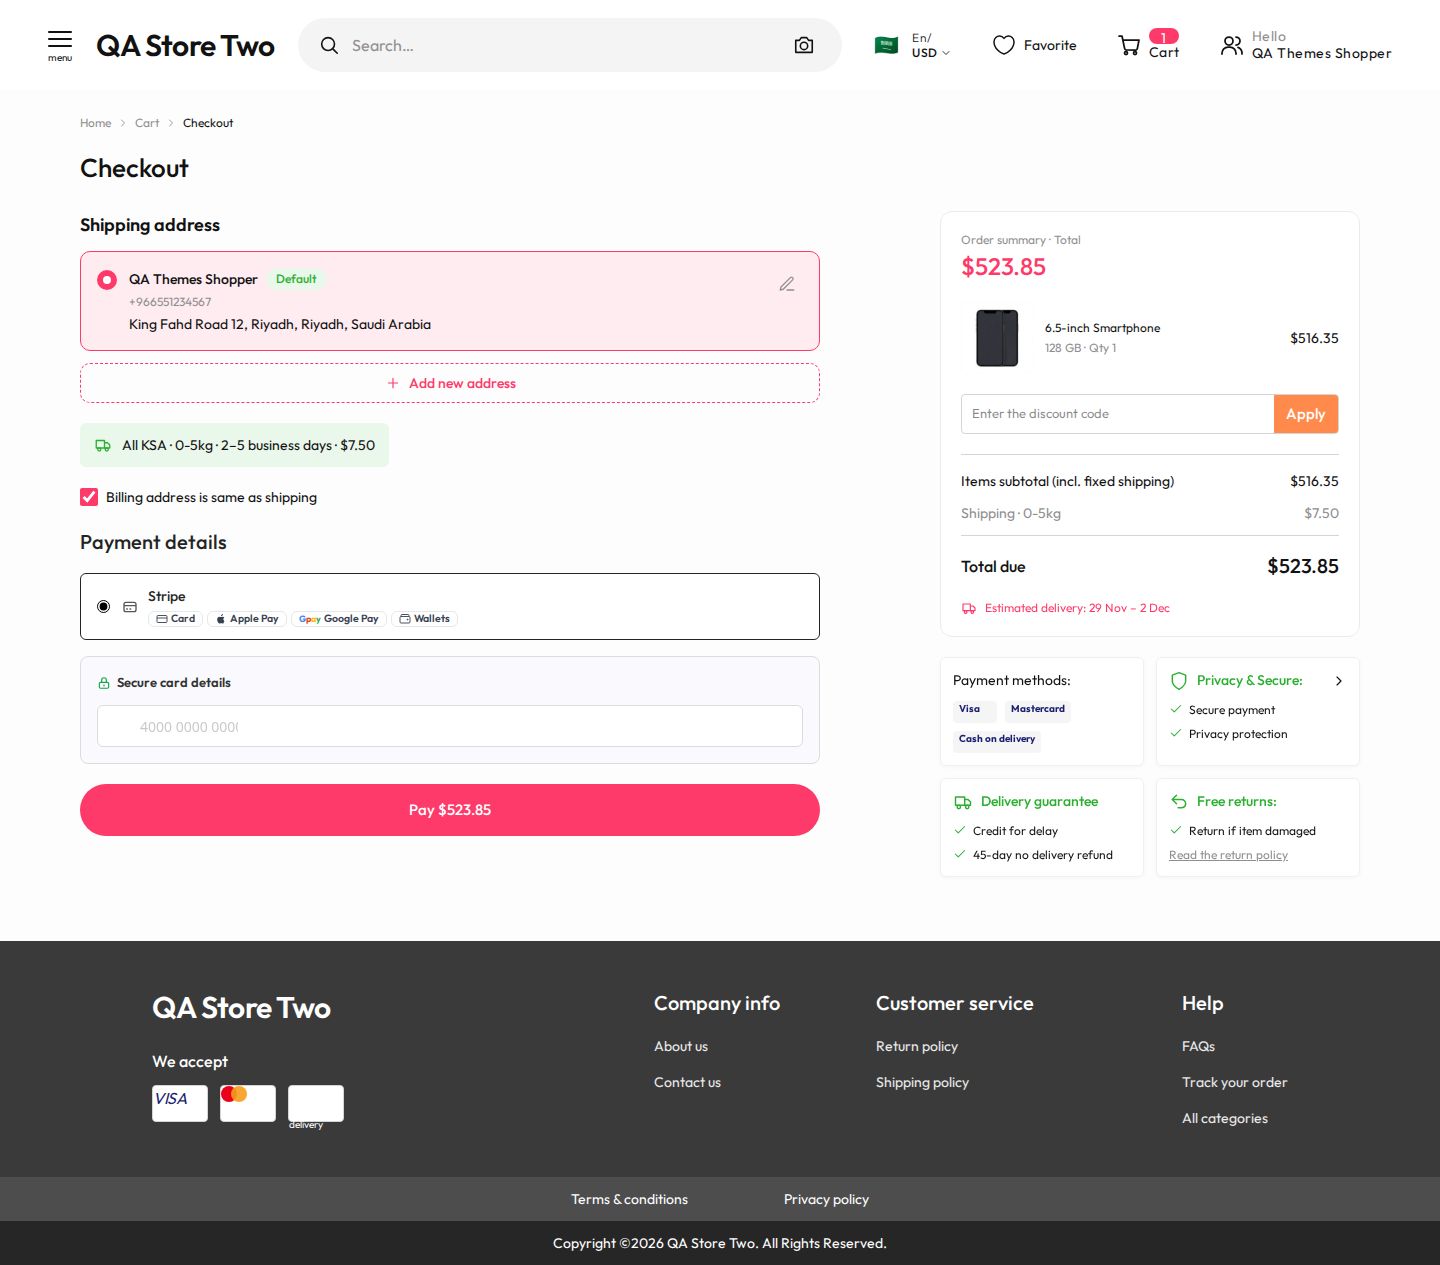 menu
QA Store Two
Search...
En/
USD
Favorite
1
Cart
Hello
QA Themes Shopper
Home
Cart
Checkout
Checkout
Shipping address
QA Themes Shopper
Default
+966551234567
King Fahd Road 12, Riyadh, Riyadh, Saudi Arabia
Add new address
All KSA · 0-5kg · 2–5 business days · $7.50
Billing address is same as shipping
Payment details
Stripe
Card
Apple Pay
G pay Google Pay
Wallets
Secure card details
4000 0000 000
Pay $523.85
Order summary · Total
$523.85
6.5-inch Smartphone
128 GB · Qty 1
$516.35
Enter the discount code
Apply
Items subtotal (incl. fixed shipping)
$516.35
Shipping · 0-5kg
$7.50
Total due
$523.85
Estimated delivery: 29 Nov – 2 Dec
Payment methods:
Visa
Mastercard
Cash on delivery
Privacy & Secure:
Secure payment
Privacy protection
Delivery guarantee
Credit for delay
45-day no delivery refund
Free returns:
Return if item damaged
Read the return policy
QA Store Two
We accept
VISA
delivery
Company info
About us
Contact us
Customer service
Return policy
Shipping policy
Help
FAQs
Track your order
All categories
Terms & conditions
Privacy policy
Copyright ©2026 QA Store Two. All Rights Reserved.